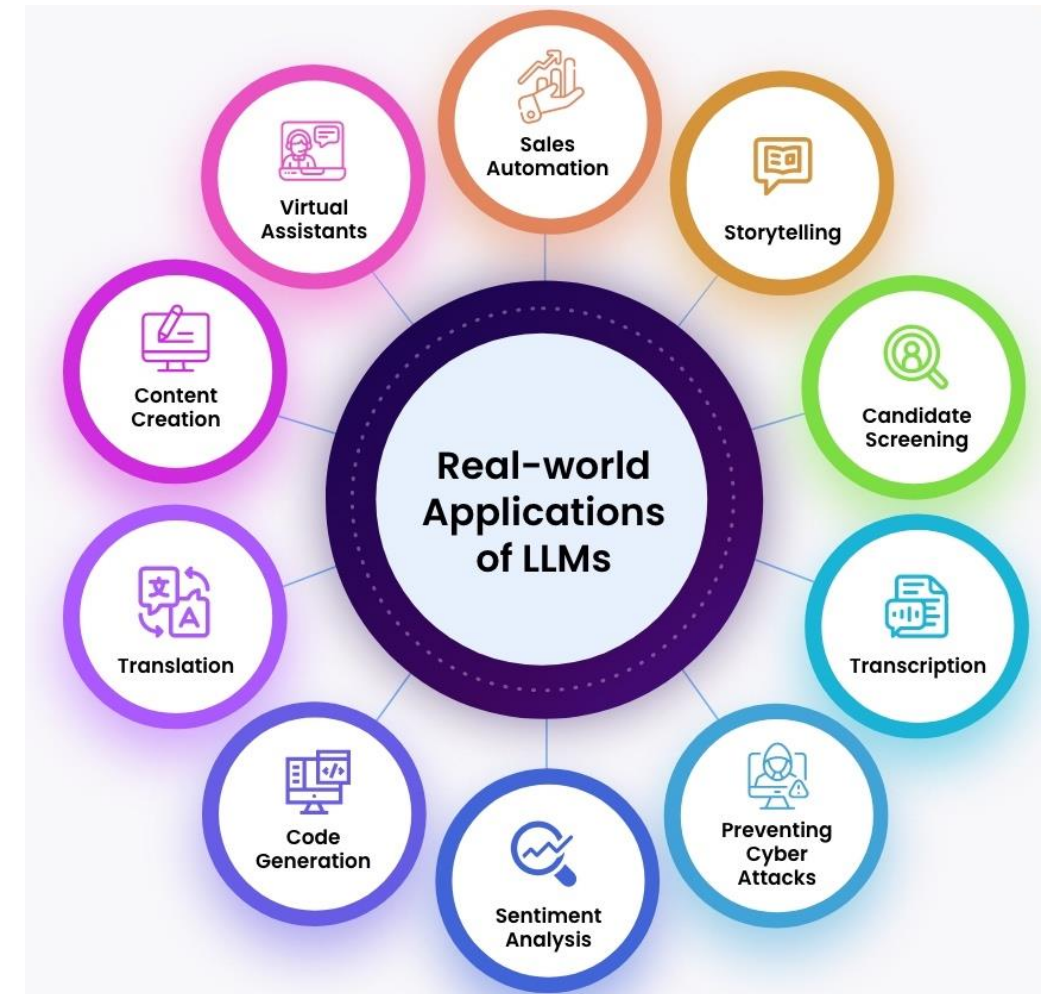 Sales
Automation
Storytelling
Candidate
Screening
Transcription
Preventing
Cyber
Attacks
Sentiment
Analysis
Code
Generation
Translation
Content
Creation
Virtual
Assistants
Real-world
Applications
of LLMs
文
A
</>